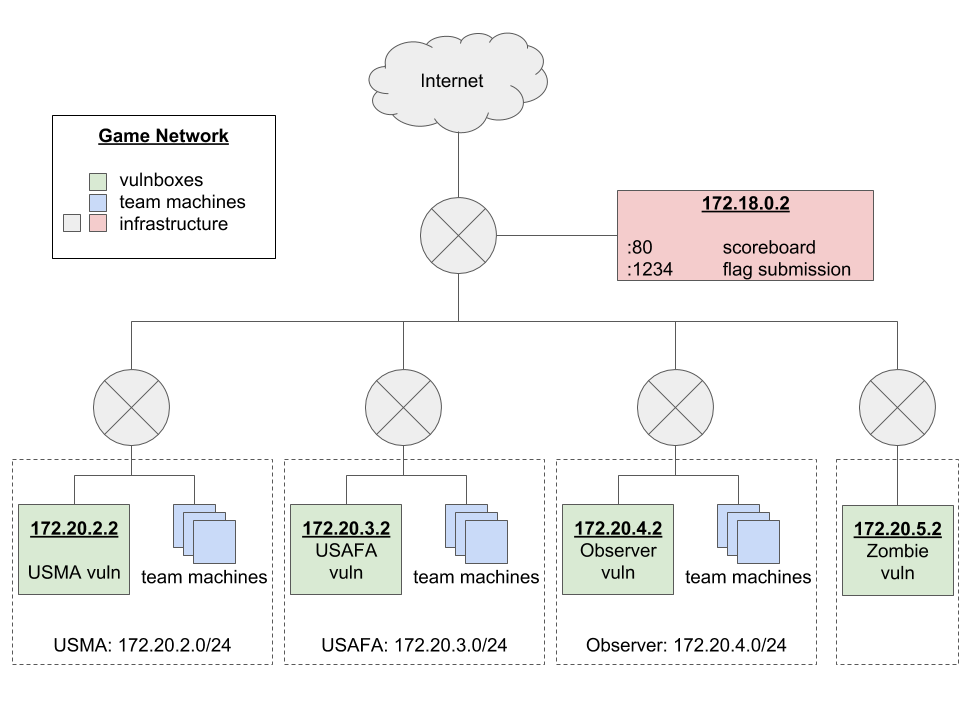 Internet
Game Network
vulnboxes
team machines
infrastructure
172.18.0.2
:80 scoreboard
:1234 flag submission
172.20.2.2
USMA vuln
team machines
USMA: 172.20.2.0/24
172.20.3.2
USAFA
vuln
team machines
USAFA: 172.20.3.0/24
172.20.4.2
Observer
vuln
team machines
Observer: 172.20.4.0/24
172.20.5.2
Zombie
vuln